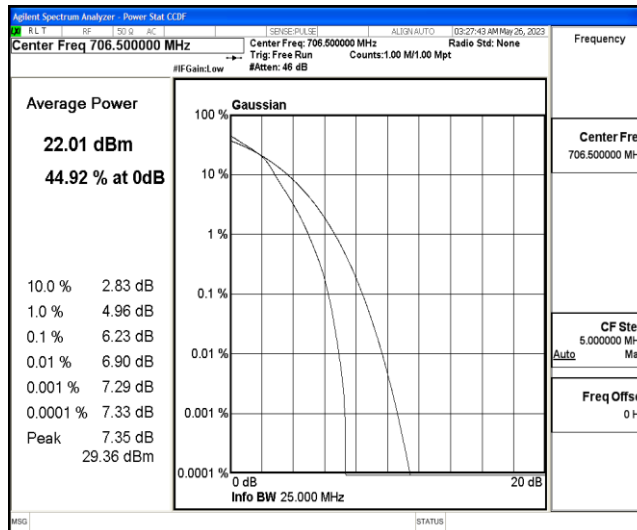 Agilent Spectrum Analyzer - Power Stat CCDF
RLT RF 50 Ω AC SENSE:PULSE ALIGN AUTO 03:27:43 AM May 26, 2023
Center Freq 706.500000 MHz
Center Freq: 706.500000 MHz Radio Std: None
Trig: Free Run Counts:1.00 M/1.00 Mpt
#IFGain:Low #Atten: 46 dB
Frequency
Center Fre
706.500000 MH
CF Ste
5.000000 MH
Auto Ma
Freq Offs
0 H
Average Power
22.01 dBm
44.92 % at 0dB
10.0 % 2.83 dB
1.0 % 4.96 dB
0.1 % 6.23 dB
0.01 % 6.90 dB
0.001 % 7.29 dB
0.0001 % 7.33 dB
Peak 7.35 dB
29.36 dBm
Gaussian
100 %
10 %
1 %
0.1 %
0.01 %
0.001 %
0.0001 %
0 dB 20 dB
Info BW 25.000 MHz
MSG STATUS